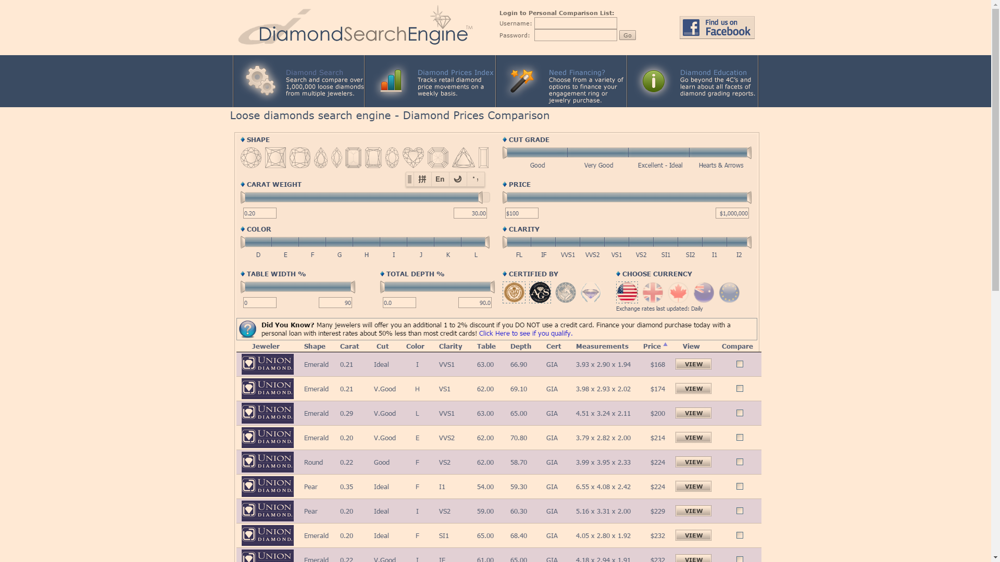 DiamondSearchEngine™
Login to Personal Comparison List:
Username:
Password:
Go
Find us on
Facebook
Diamond Search
Search and compare over
1,000,000 loose diamonds
from multiple jewelers.
Diamond Prices Index
Tracks retail diamond
price movements on a
weekly basis.
Need Financing?
Choose from a variety of
options to finance your
engagement ring or
jewelry purchase.
Diamond Education
Go beyond the 4C's and
learn about all facets of
diamond grading reports.
Loose diamonds search engine - Diamond Prices Comparison
SHAPE
CUT GRADE
Good Very Good Excellent - Ideal Hearts & Arrows
拼 En
CARAT WEIGHT
PRICE
0.20 30.00
$100 $1,000,000
COLOR
CLARITY
D E F G H I J K L
FL IF VVS1 VVS2 VS1 VS2 SI1 SI2 I1 I2
TABLE WIDTH %
TOTAL DEPTH %
CERTIFIED BY
CHOOSE CURRENCY
AGS
0 90
0.0 90.0
Exchange rates last updated: Daily
Did You Know? Many jewelers will offer you an additional 1 to 2% discount if you DO NOT use a credit card. Finance your diamond purchase today with a
personal loan with interest rates about 50% less than most credit cards! Click Here to see if you qualify.
Jeweler Shape Carat Cut Color Clarity Table Depth Cert Measurements Price View Compare
UNION DIAMOND. Emerald 0.21 Ideal I VVS1 63.00 66.90 GIA 3.93 x 2.90 x 1.94 $168 VIEW
UNION DIAMOND. Emerald 0.21 V.Good H VS1 62.00 69.10 GIA 3.98 x 2.93 x 2.02 $174 VIEW
UNION DIAMOND. Emerald 0.29 V.Good L VVS1 63.00 65.00 GIA 4.51 x 3.24 x 2.11 $200 VIEW
UNION DIAMOND. Emerald 0.20 V.Good E VVS2 62.00 70.80 GIA 3.79 x 2.82 x 2.00 $214 VIEW
UNION DIAMOND. Round 0.22 Good F VS2 62.00 58.70 GIA 3.99 x 3.95 x 2.33 $224 VIEW
UNION DIAMOND. Pear 0.35 Ideal F I1 54.00 59.30 GIA 6.55 x 4.08 x 2.42 $224 VIEW
UNION DIAMOND. Pear 0.20 Ideal I VS2 59.00 60.30 GIA 5.16 x 3.31 x 2.00 $229 VIEW
UNION DIAMOND. Emerald 0.20 Ideal F SI1 65.00 68.40 GIA 4.05 x 2.80 x 1.92 $232 VIEW
UNION Emerald 0.22 V.Good I IF 61.00 65.00 GIA 4.18 x 2.94 x 1.91 $232 VIEW